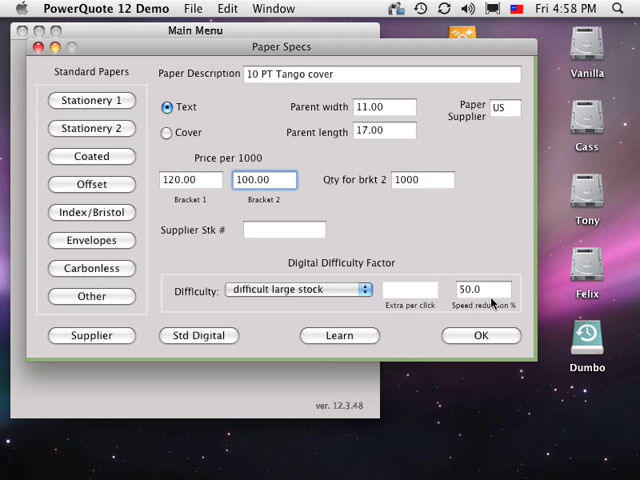 PowerQuote 12 Demo File Edit Window Fri 4:58 PM
Main Menu
Paper Specs
Standard Papers
Stationery 1
Stationery 2
Coated
Offset
Index/Bristol
Envelopes
Carbonless
Other
Supplier
Paper Description 10 PT Tango cover
Text
Cover
Parent width 11.00
Parent length 17.00
Paper Supplier US
Price per 1000
120.00 100.00 Qty for brkt 2 1000
Bracket 1 Bracket 2
Supplier Stk #
Digital Difficulty Factor
DIfficulty: difficult large stock 50.0
Extra per click Speed reduction %
Std Digital Learn OK
ver. 12.3.48
Vanilla
Cass
Tony
Felix
Dumbo